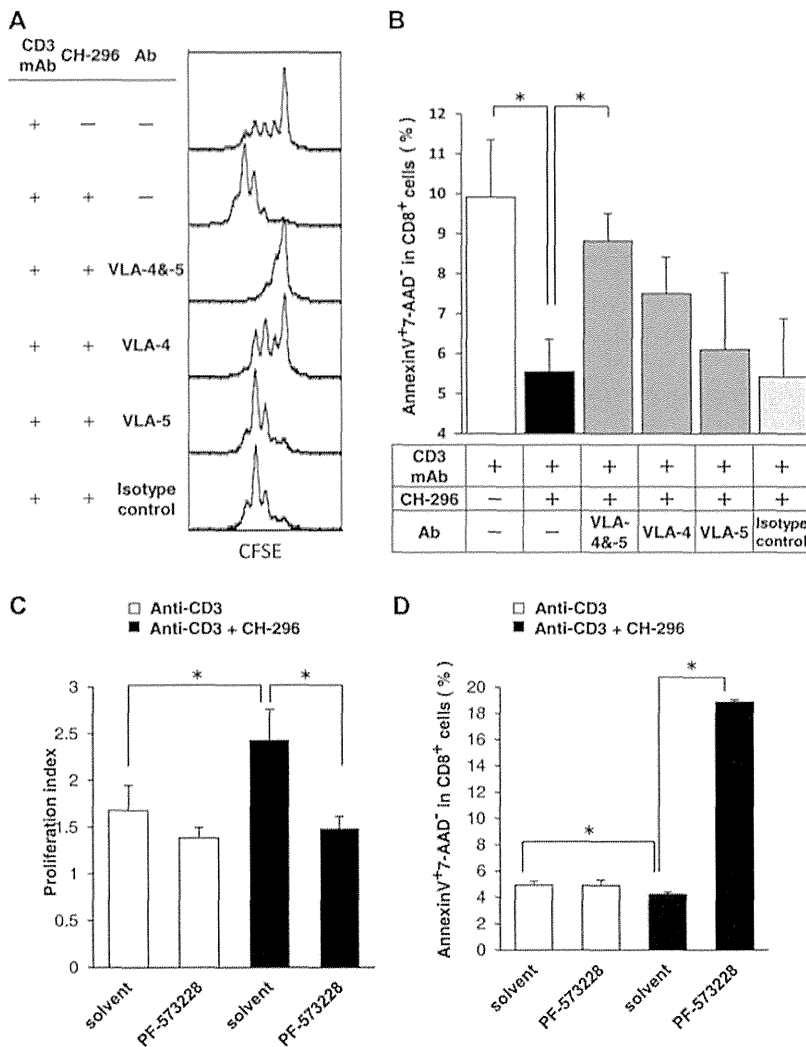 A
CD3 mAb CH-296 Ab
+ − −
+ + −
+ + VLA-4&-5
+ + VLA-4
+ + VLA-5
+ + Isotype control
CFSE
B
AnnexinV+7-AAD- in CD8+ cells (%)
12
11
10
9
8
7
6
5
4
*
*
CD3 mAb + + + + + +
CH-296 − + + + + +
Ab − − VLA-4&-5 VLA-4 VLA-5 Isotype control
C
Anti-CD3
Anti-CD3 + CH-296
Proliferation index
3
2.5
2
1.5
1
0.5
0
*
*
solvent
PF-573228
solvent
PF-573228
D
Anti-CD3
Anti-CD3 + CH-296
AnnexinV+7-AAD- in CD8+ cells (%)
20
18
16
14
12
10
8
6
4
2
0
*
*
solvent
PF-573228
solvent
PF-573228